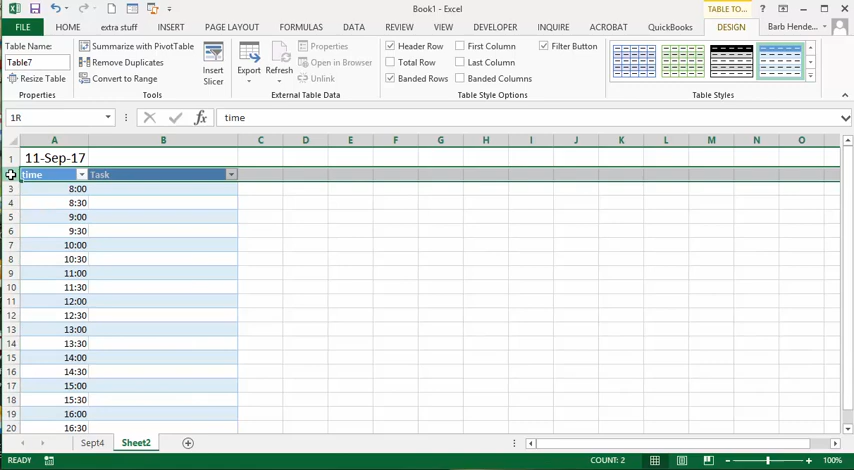 Book1 - Excel
TABLE TO...
FILE HOME extra stuff INSERT PAGE LAYOUT FORMULAS DATA REVIEW VIEW DEVELOPER INQUIRE ACROBAT QuickBooks DESIGN Barb Hende...
Table Name:
Table7
Resize Table
Properties
Summarize with PivotTable
Remove Duplicates
Convert to Range
Tools
Insert
Slicer
Export
Refresh
Properties
Open in Browser
Unlink
External Table Data
Header Row
Total Row
Banded Rows
First Column
Last Column
Banded Columns
Filter Button
Table Style Options
Table Styles
1R fx time
A B C D E F G H I J K L M N O
1 11-Sep-17
time Task
3 8:00
4 8:30
5 9:00
6 9:30
7 10:00
8 10:30
9 11:00
10 11:30
11 12:00
12 12:30
13 13:00
14 13:30
15 14:00
16 14:30
17 15:00
18 15:30
19 16:00
20 16:30
Sept4 Sheet2
READY COUNT: 2 100%